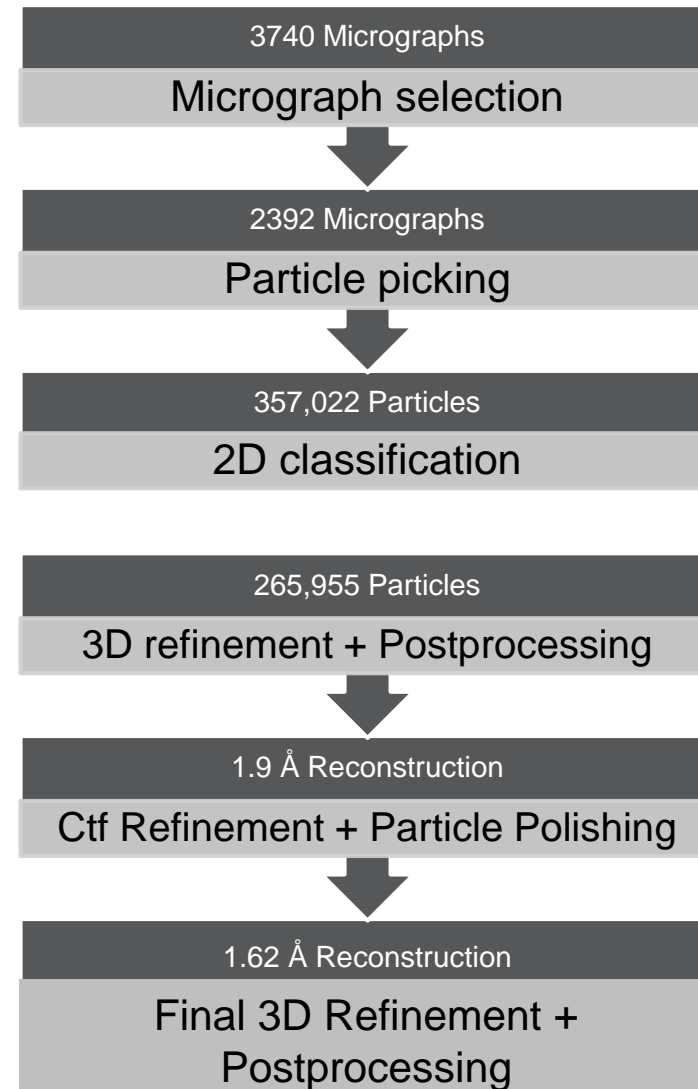 3740 Micrographs
Micrograph selection
2392 Micrographs
Particle picking
357,022 Particles
2D classification
265,955 Particles
3D refinement + Postprocessing
1.9 Å Reconstruction
Ctf Refinement + Particle Polishing
1.62 Å Reconstruction
Final 3D Refinement +
Postprocessing